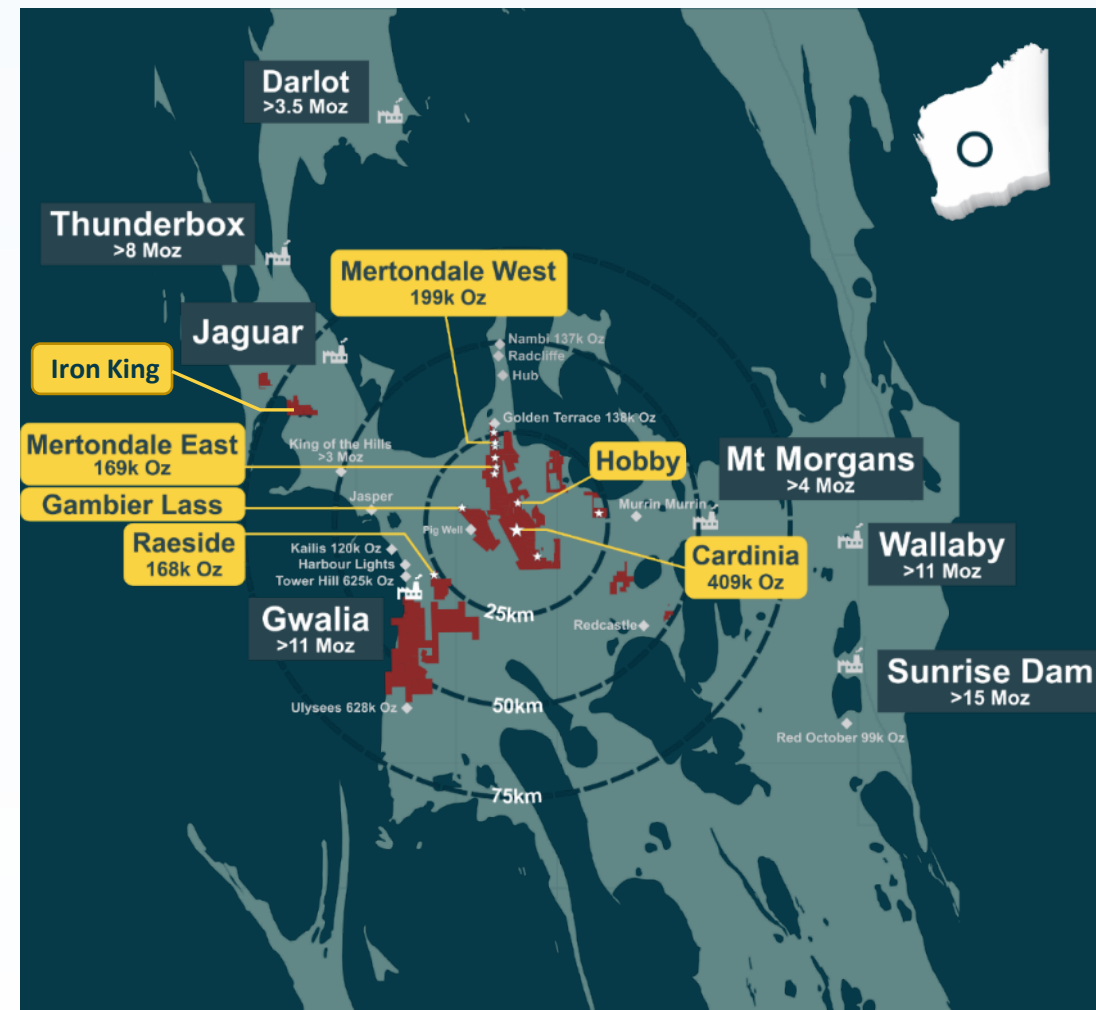 Darlot
>3.5 Moz
Thunderbox
>8 Moz
Mertondale West
199k Oz
Jaguar
Nambi 137k Oz
Radcliffe
Hub
Iron King
Golden Terrace 138k Oz
Mertondale East
169k Oz
King of the Hills
>3 Moz
Hobby
Mt Morgans
>4 Moz
Gambier Lass
Jasper
Murrin Murrin
Pig Well
Raeside
168k Oz
Kailis 120k Oz
Harbour Lights
Tower Hill 625k Oz
Cardinia
409k Oz
Wallaby
>11 Moz
Gwalia
>11 Moz
25km
Redcastle
Sunrise Dam
>15 Moz
Ulysees 628k Oz
50km
Red October 99k Oz
75km